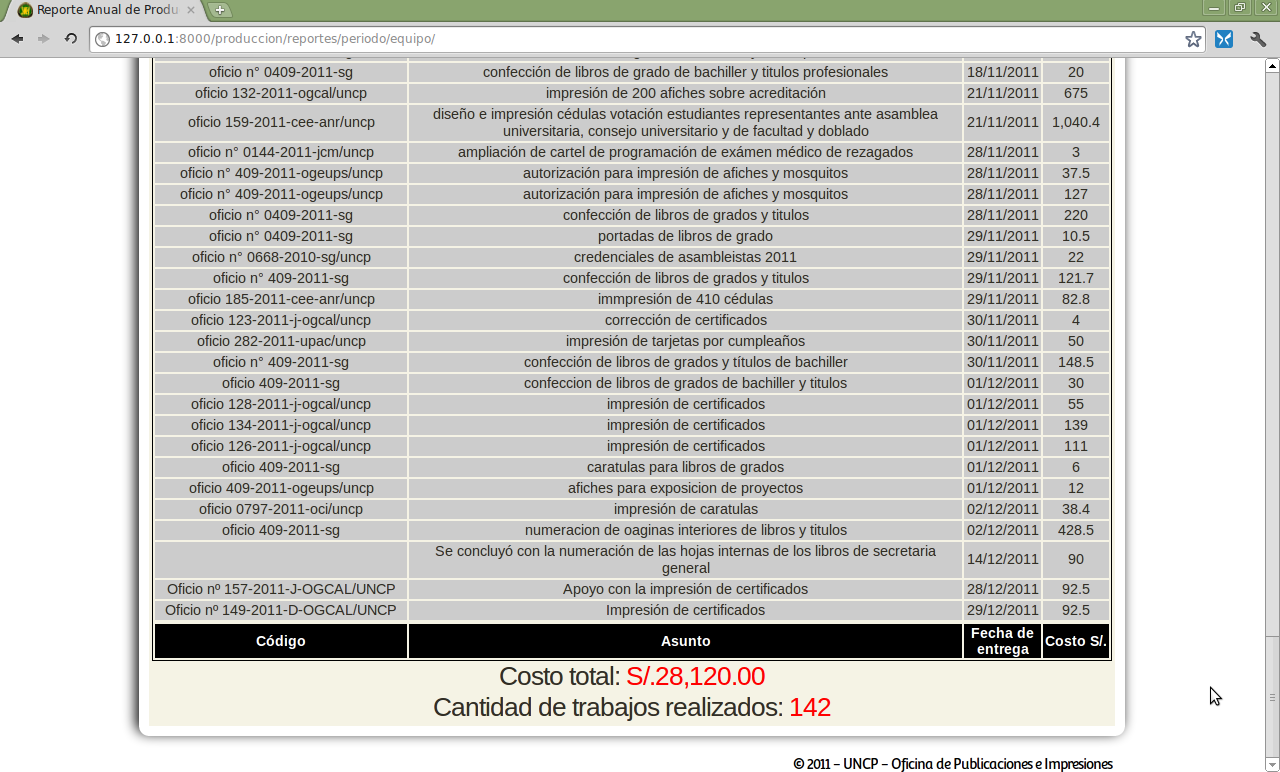 Reporte Anual de Produ
127.0.0.1:8000/produccion/reportes/periodo/equipo/
oficio n° 0409-2011-sg confección de libros de grado de bachiller y titulos profesionales 18/11/2011 20
oficio 132-2011-ogcal/uncp impresión de 200 afiches sobre acreditación 21/11/2011 675
diseño e impresión cédulas votación estudiantes representantes ante asamblea
oficio 159-2011-cee-anr/uncp 21/11/2011 1,040.4
universitaria, consejo universitario y de facultad y doblado
oficio n° 0144-2011-jcm/uncp ampliación de cartel de programación de exámen médico de rezagados 28/11/2011 3
oficio n° 409-2011-ogeups/uncp autorización para impresión de afiches y mosquitos 28/11/2011 37.5
oficio n° 409-2011-ogeups/uncp autorización para impresión de afiches y mosquitos 28/11/2011 127
oficio n° 0409-2011-sg confección de libros de grados y titulos 28/11/2011 220
oficio n° 0409-2011-sg portadas de libros de grado 29/11/2011 10.5
oficio n° 0668-2010-sg/uncp credenciales de asambleistas 2011 29/11/2011 22
oficio n° 409-2011-sg confección de libros de grados y titulos 29/11/2011 121.7
oficio 185-2011-cee-anr/uncp immpresión de 410 cédulas 29/11/2011 82.8
oficio 123-2011-j-ogcal/uncp corrección de certificados 30/11/2011 4
oficio 282-2011-upac/uncp impresión de tarjetas por cumpleaños 30/11/2011 50
oficio n° 409-2011-sg confección de libros de grados y títulos de bachiller 30/11/2011 148.5
oficio 409-2011-sg confeccion de libros de grados de bachiller y titulos 01/12/2011 30
oficio 128-2011-j-ogcal/uncp impresión de certificados 01/12/2011 55
oficio 134-2011-j-ogcal/uncp impresión de certificados 01/12/2011 139
oficio 126-2011-j-ogcal/uncp impresión de certificados 01/12/2011 111
oficio 409-2011-sg caratulas para libros de grados 01/12/2011 6
oficio 409-2011-ogeups/uncp afiches para exposicion de proyectos 01/12/2011 12
oficio 0797-2011-oci/uncp impresión de caratulas 02/12/2011 38.4
oficio 409-2011-sg numeracion de oaginas interiores de libros y titulos 02/12/2011 428.5
Se concluyó con la numeración de las hojas internas de los libros de secretaria
14/12/2011 90
general
Oficio nº 157-2011-J-OGCAL/UNCP Apoyo con la impresión de certificados 28/12/2011 92.5
Oficio nº 149-2011-D-OGCAL/UNCP Impresión de certificados 29/12/2011 92.5
Código Asunto Fecha de entrega Costo S/.
Costo total: S/.28,120.00
Cantidad de trabajos realizados: 142
© 2011 - UNCP - Oficina de Publicaciones e Impresiones